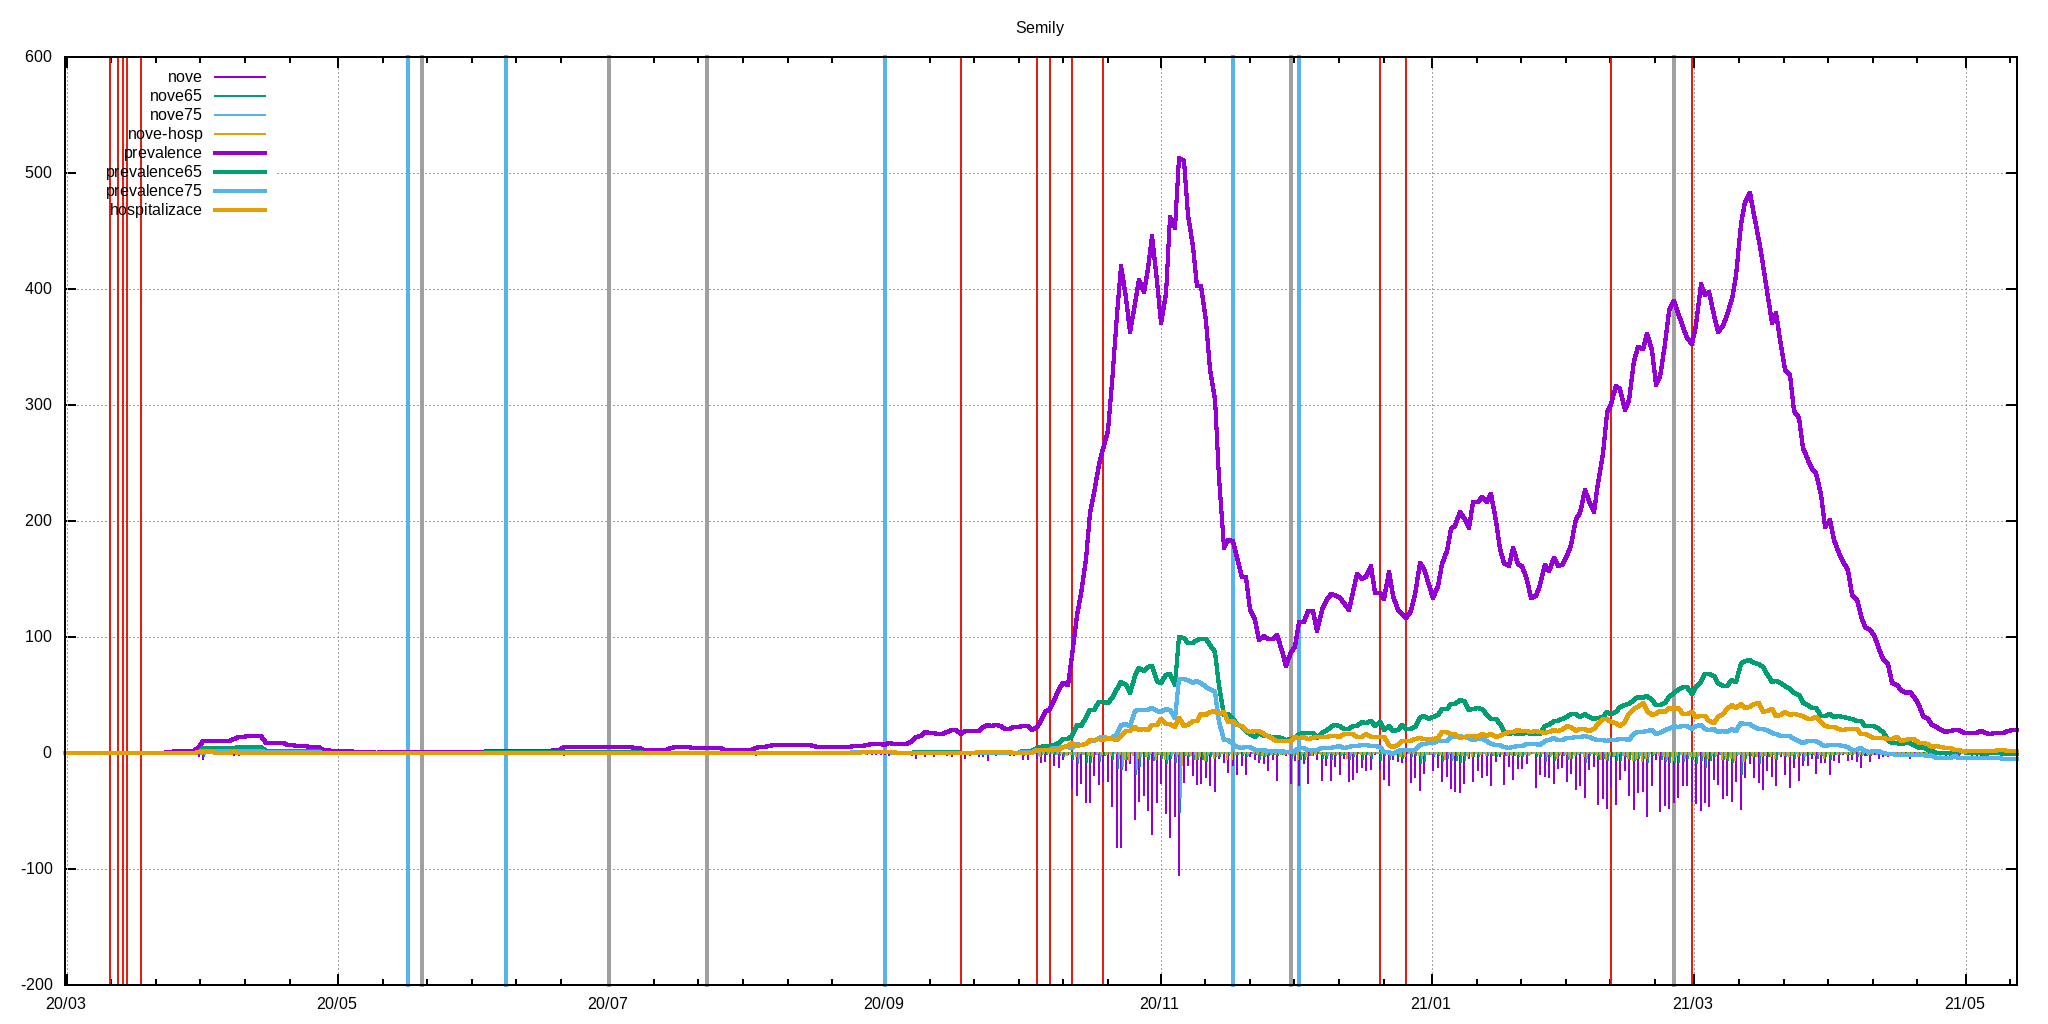 Semily
600
500
400
300
200
100
0
-100
-200
nove
nove65
nove75
nove-hosp
prevalence
prevalence65
prevalence75
hospitalizace
20/03 20/05 20/07 20/09 20/11 21/01 21/03 21/05